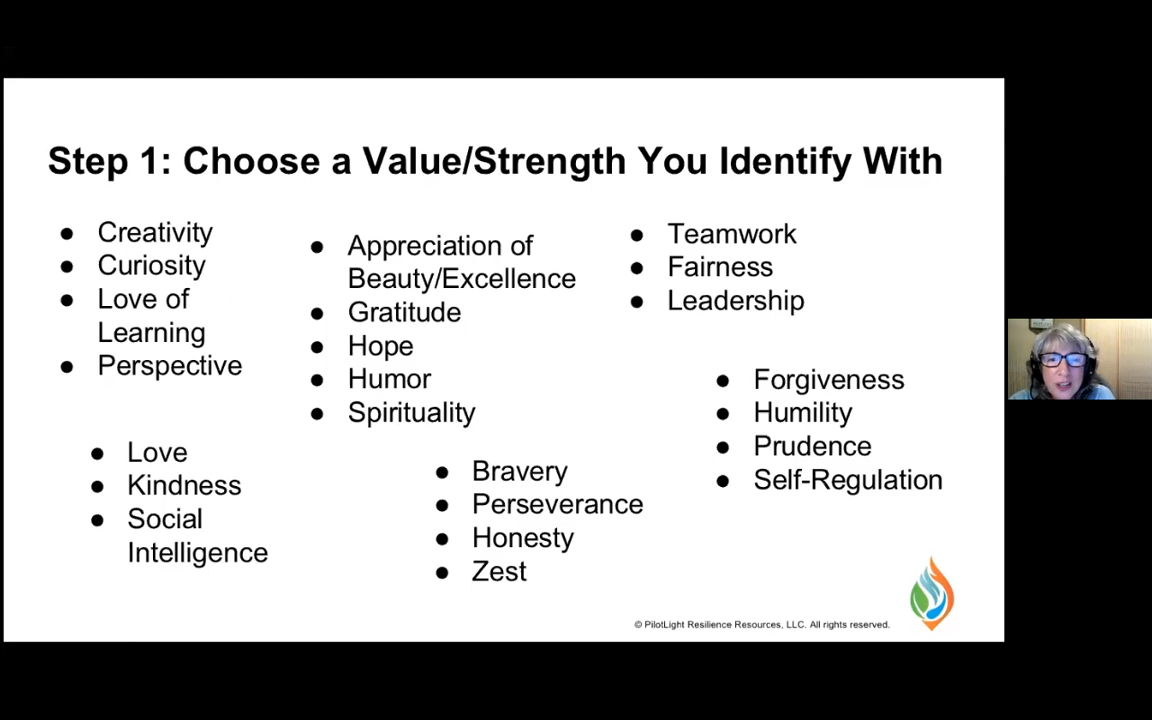 Step 1: Choose a Value/Strength You Identify With
● Creativity
● Curiosity
● Love of
Learning
● Perspective
● Appreciation of
Beauty/Excellence
● Gratitude
● Hope
● Humor
● Spirituality
● Teamwork
● Fairness
● Leadership
● Forgiveness
● Humility
● Prudence
● Self-Regulation
● Love
● Kindness
● Social
Intelligence
● Bravery
● Perseverance
● Honesty
● Zest
© PilotLight Resilience Resources, LLC. All rights reserved.